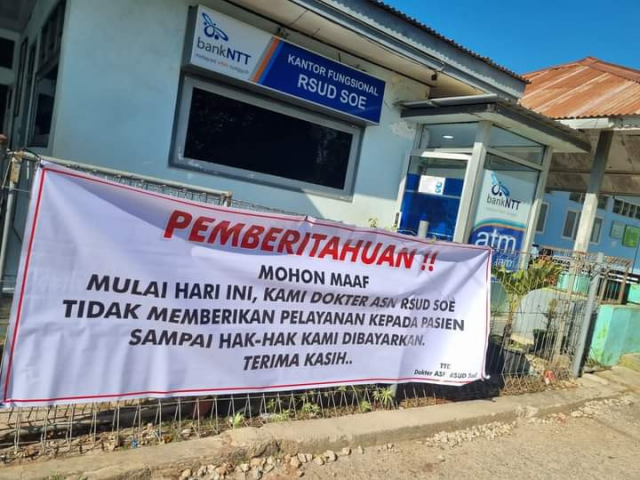 bankNTT
KANTOR FUNGSIONAL
RSUD SOE
bankNTT
atm
PEMBERITAHUAN !!
MOHON MAAF
MULAI HARI INI, KAMI DOKTER ASN RSUD SOE
TIDAK MEMBERIKAN PELAYANAN KEPADA PASIEN
SAMPAI HAK-HAK KAMI DIBAYARKAN.
TERIMA KASIH..
TTD
Dokter ASN RSUD SoE